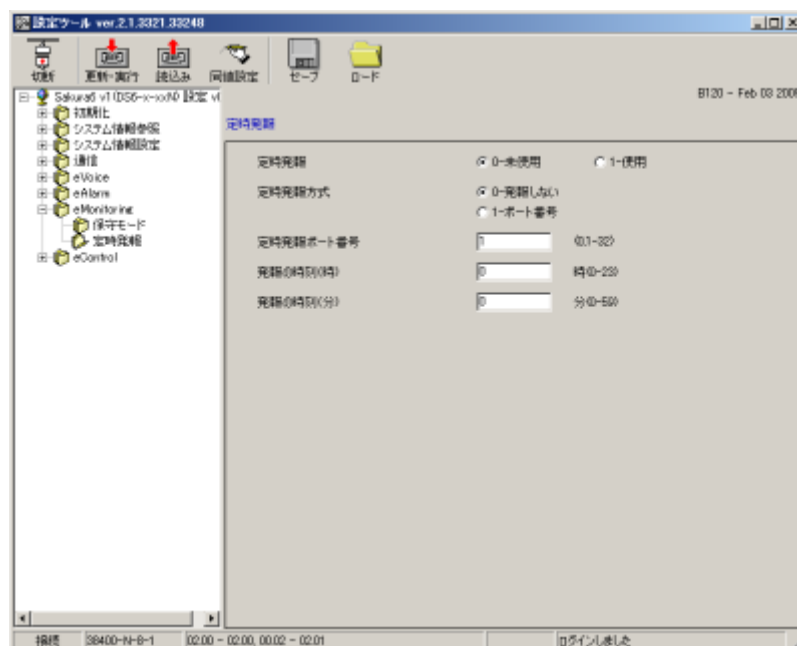 設定ツール ver.2.1.3321.33248
切断 更新・実行 読込み 同値設定 セーブ ロード
Sakura6 v1 (DS6-x-xxN) 設定
初期化
システム情報参照
システム情報設定
通信
eVoice
eAlarm
eMonitoring
保守モード
定時発報
eControl
B120 - Feb 03 200
定時発報
定時発報 0-未使用 1-使用
定時発報方式 0-発報しない
1-ポート番号
定時発報ポート番号 1 (0,1-32)
発報の時刻(時) 0 時(0-23)
発報の時刻(分) 0 分(0-59)
接続 38400-N-8-1 02.00 - 02.00, 00.02 - 02.01 ログインしました